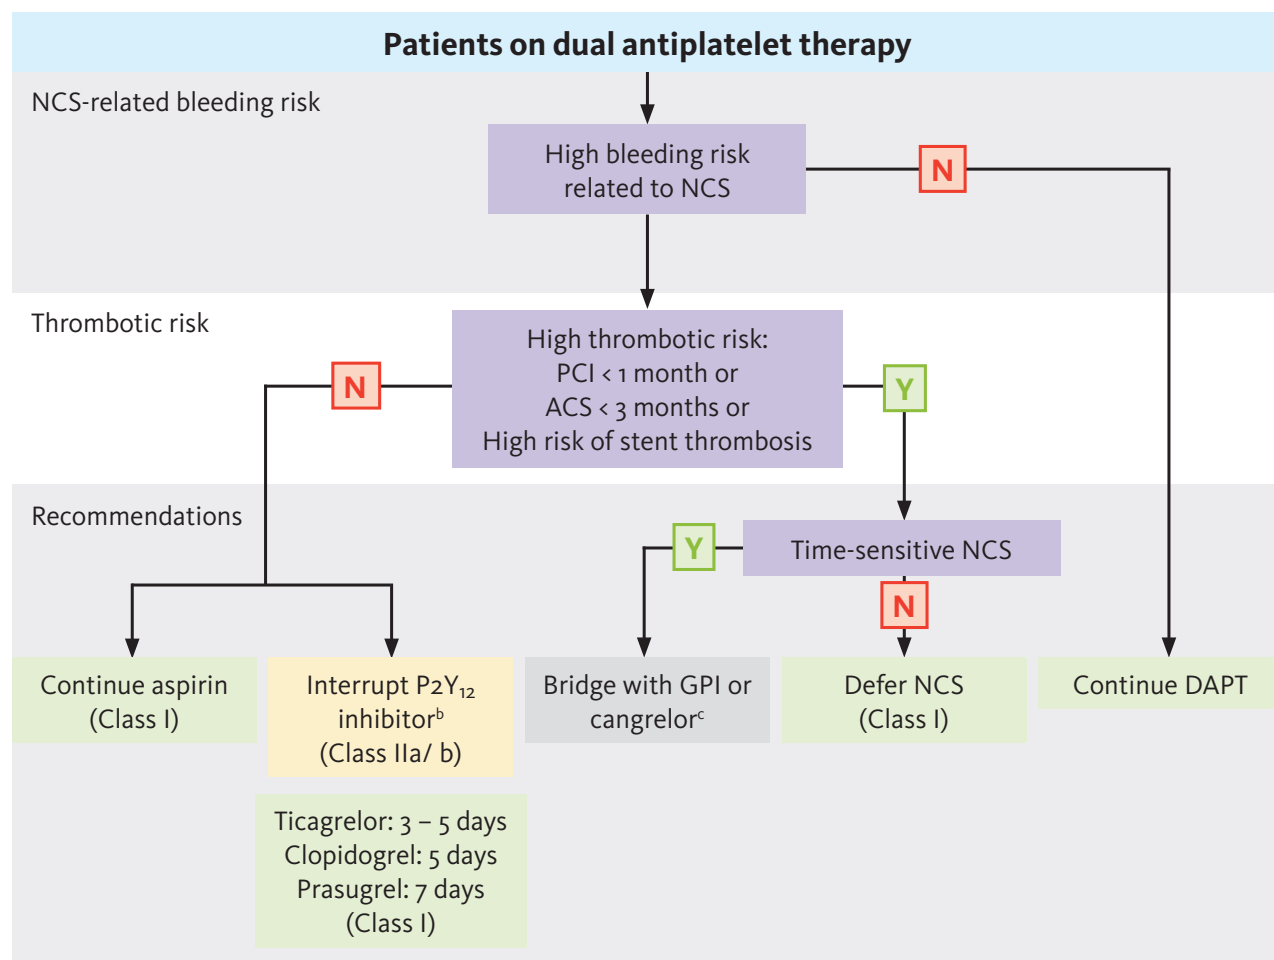 Patients on dual antiplatelet therapy
NCS-related bleeding risk
High bleeding risk
related to NCS
N
Thrombotic risk
High thrombotic risk:
PCI < 1 month or
ACS < 3 months or
High risk of stent thrombosis
N
Y
Recommendations
Time-sensitive NCS
Y
N
Continue aspirin
(Class I)
Interrupt P2Y₁₂
inhibitorᵇ
(Class IIa/ b)
Bridge with GPI or
cangrelorᶜ
Defer NCS
(Class I)
Continue DAPT
Ticagrelor: 3 – 5 days
Clopidogrel: 5 days
Prasugrel: 7 days
(Class I)